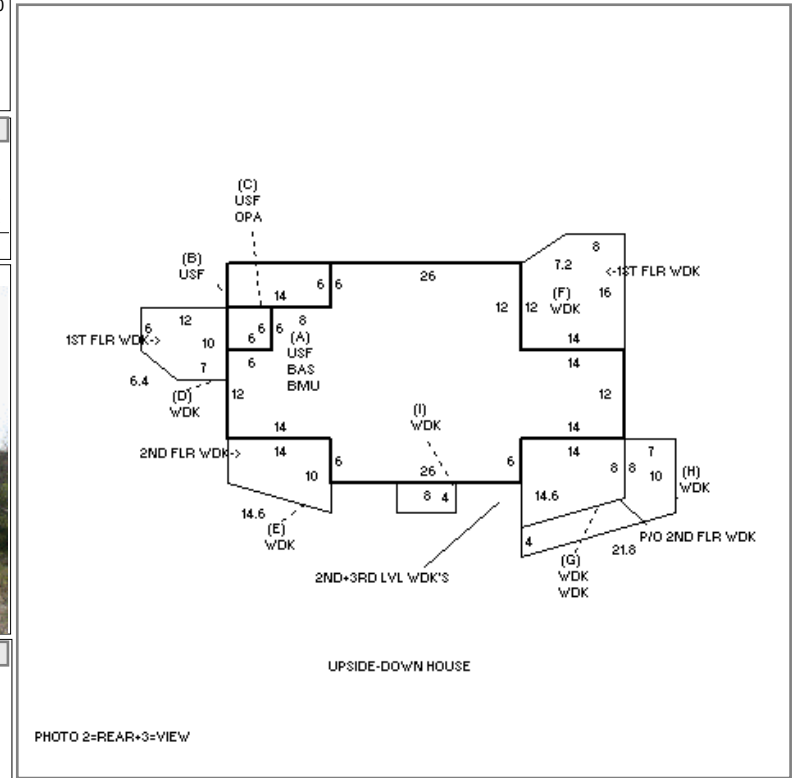 (C)
USF
OPA
(B)
USF
8
7.2
<-1ST FLR WDK
6
6
26
14
(F)
WDK
16
12
12
12
6
10
6
6
6
8
1ST FLR WDK->
(A)
USF
BAS
BMU
14
14
6
7
6.4
(D)
WDK
12
12
(I)
WDK
14
14
2ND FLR WDK->
14
14
7
6
26
6
8
8
10
10
(H)
WDK
8
4
14.6
14.6
(E)
WDK
4
P/O 2ND FLR WDK
21.8
(G)
WDK
WDK
2ND+3RD LVL WDK'S
UPSIDE-DOWN HOUSE
PHOTO 2=REAR+3=VIEW